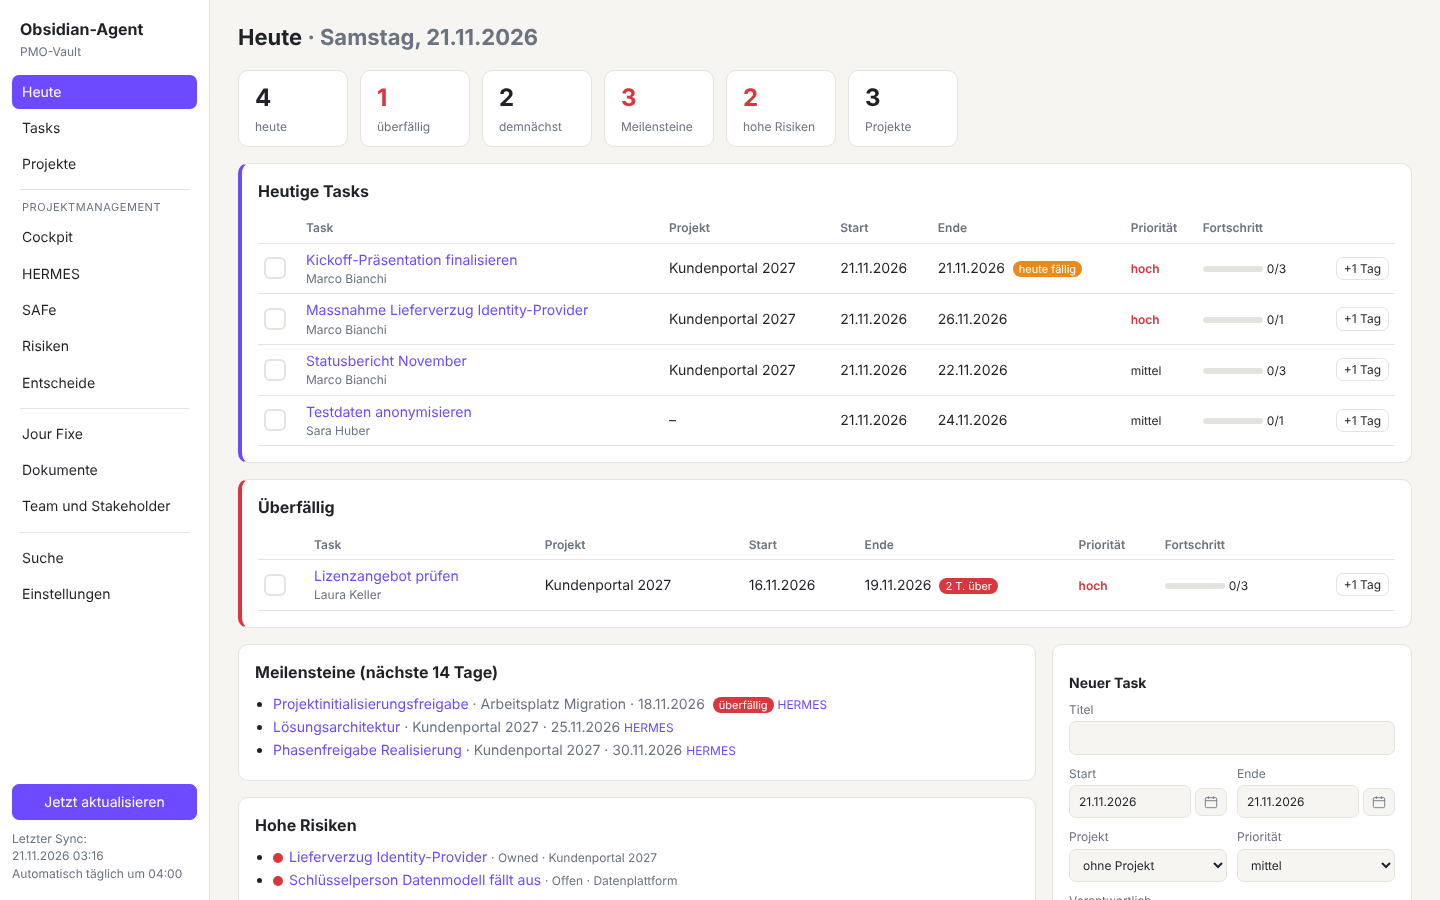 Obsidian-Agent
PMO-Vault
Heute
Tasks
Projekte
PROJEKTMANAGEMENT
Cockpit
HERMES
SAFe
Risiken
Entscheide
Jour Fixe
Dokumente
Team und Stakeholder
Suche
Einstellungen
Jetzt aktualisieren
Letzter Sync:
21.11.2026 03:16
Automatisch täglich um 04:00
Heute · Samstag, 21.11.2026
4 1 2 3 2 3
heute überfällig demnächst Meilensteine hohe Risiken Projekte
Heutige Tasks
Task Projekt Start Ende Priorität Fortschritt
Kickoff-Präsentation finalisieren
Marco Bianchi
Kundenportal 2027 21.11.2026 21.11.2026 heute fällig hoch 0/3 +1 Tag
Massnahme Lieferverzug Identity-Provider
Marco Bianchi
Kundenportal 2027 21.11.2026 26.11.2026 hoch 0/1 +1 Tag
Statusbericht November
Marco Bianchi
Kundenportal 2027 21.11.2026 22.11.2026 mittel 0/3 +1 Tag
Testdaten anonymisieren
Sara Huber
– 21.11.2026 24.11.2026 mittel 0/1 +1 Tag
Überfällig
Task Projekt Start Ende Priorität Fortschritt
Lizenzangebot prüfen
Laura Keller
Kundenportal 2027 16.11.2026 19.11.2026 2 T. über hoch 0/3 +1 Tag
Meilensteine (nächste 14 Tage)
Projektinitialisierungsfreigabe · Arbeitsplatz Migration · 18.11.2026 überfällig HERMES
Lösungsarchitektur · Kundenportal 2027 · 25.11.2026 HERMES
Phasenfreigabe Realisierung · Kundenportal 2027 · 30.11.2026 HERMES
Hohe Risiken
Lieferverzug Identity-Provider · Owned · Kundenportal 2027
Schlüsselperson Datenmodell fällt aus · Offen · Datenplattform
Neuer Task
Titel
Start Ende
21.11.2026 21.11.2026
Projekt Priorität
ohne Projekt mittel
Verantwortlich